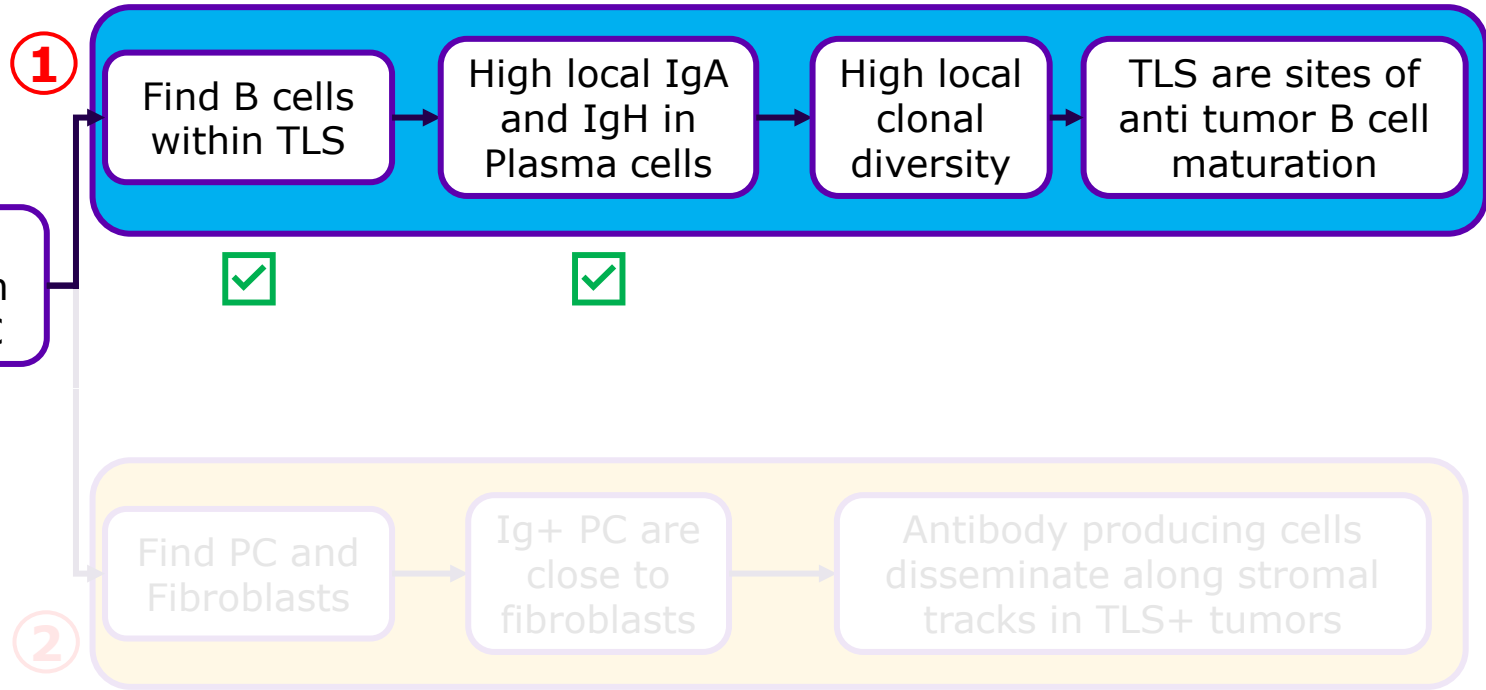 ①
Find B cells
within TLS
High local IgA
and IgH in
Plasma cells
High local
clonal
diversity
TLS are sites of
anti tumor B cell
maturation
Find PC and
Fibroblasts
Ig+ PC are
close to
fibroblasts
Antibody producing cells
disseminate along stromal
tracks in TLS+ tumors
②